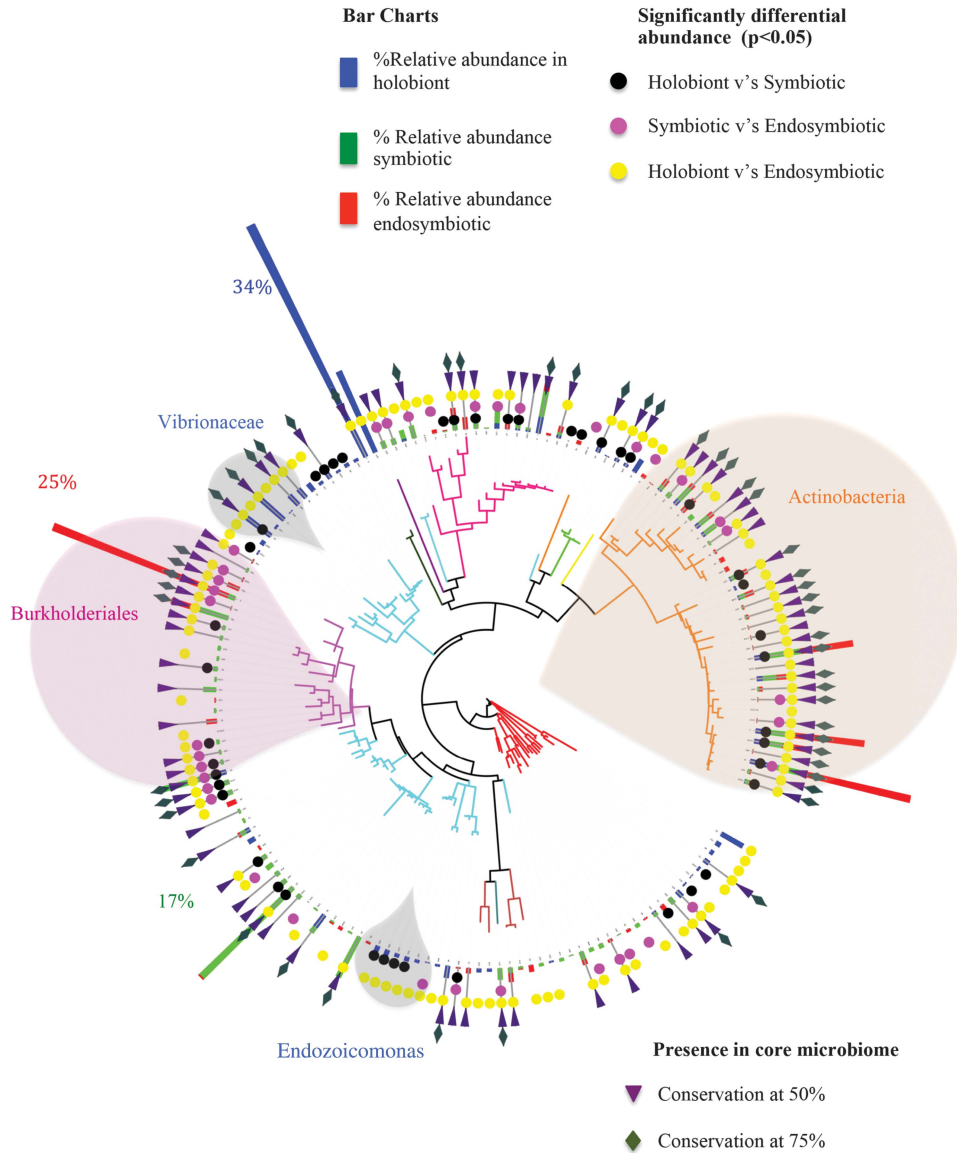 Bar Charts
%Relative abundance in
holobiont
% Relative abundance
symbiotic
% Relative abundance
endosymbiotic
Significantly differential
abundance (p<0.05)
Holobiont v's Symbiotic
Symbiotic v's Endosymbiotic
Holobiont v's Endosymbiotic
34%
Vibrionaceae
25%
Actinobacteria
Burkholderiales
17%
Endozoicomonas
Presence in core microbiome
Conservation at 50%
Conservation at 75%